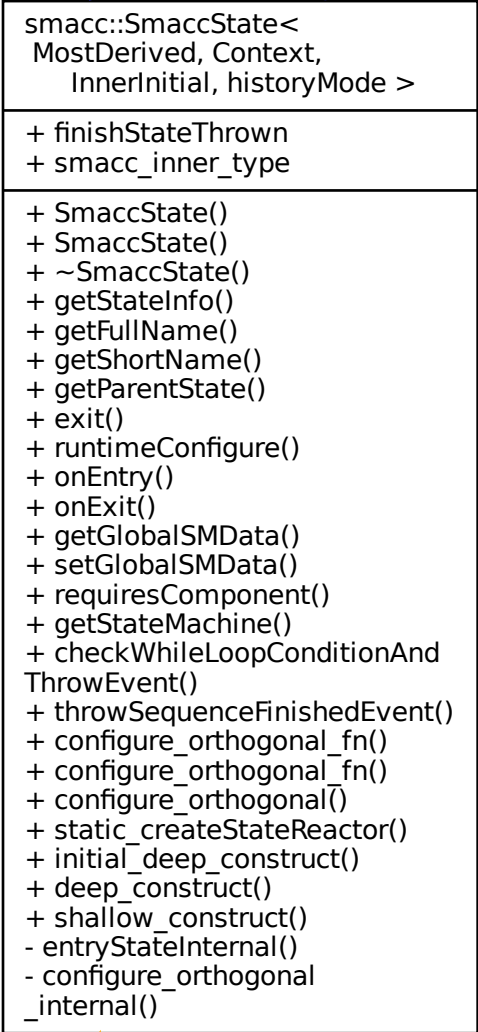 smacc::SmaccState<
MostDerived, Context,
InnerInitial, historyMode >
+ finishStateThrown
+ smacc_inner_type
+ SmaccState()
+ SmaccState()
+ ~SmaccState()
+ getStateInfo()
+ getFullName()
+ getShortName()
+ getParentState()
+ exit()
+ runtimeConfigure()
+ onEntry()
+ onExit()
+ getGlobalSMData()
+ setGlobalSMData()
+ requiresComponent()
+ getStateMachine()
+ checkWhileLoopConditionAnd
ThrowEvent()
+ throwSequenceFinishedEvent()
+ configure_orthogonal_fn()
+ configure_orthogonal_fn()
+ configure_orthogonal()
+ static_createStateReactor()
+ initial_deep_construct()
+ deep_construct()
+ shallow_construct()
- entryStateInternal()
- configure_orthogonal
_internal()